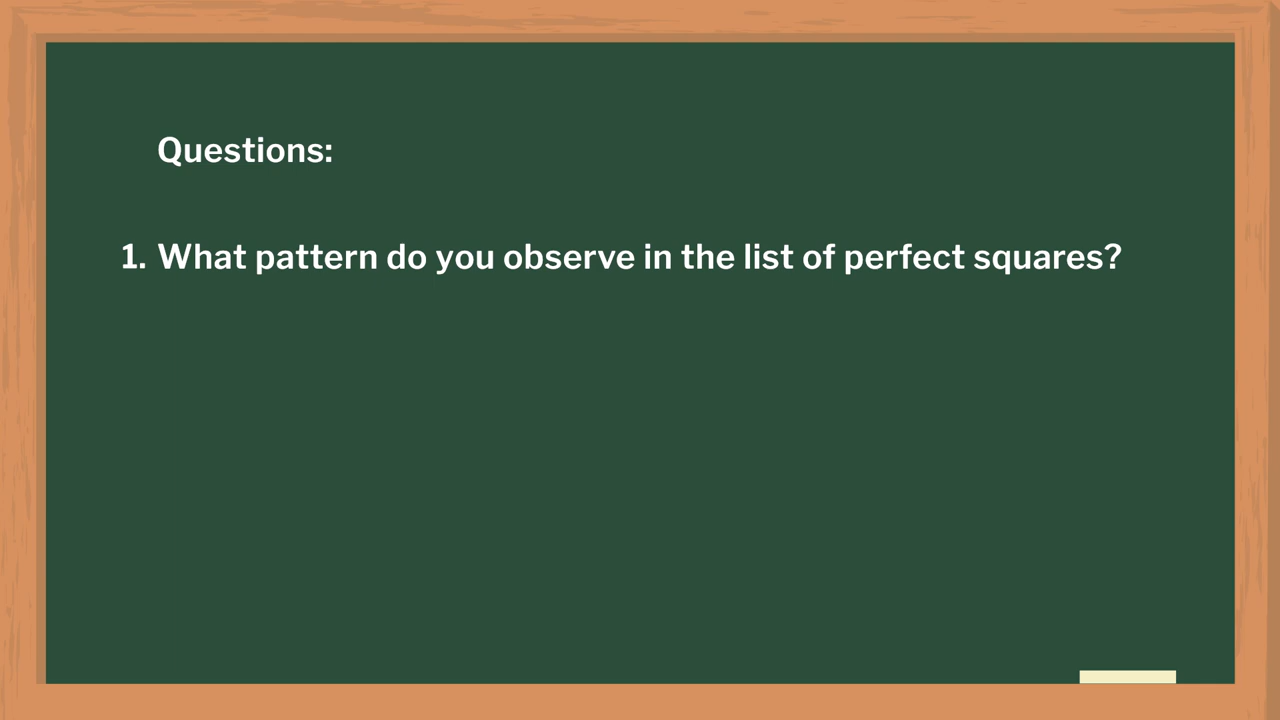 Questions:
1. What pattern do you observe in the list of perfect squares?